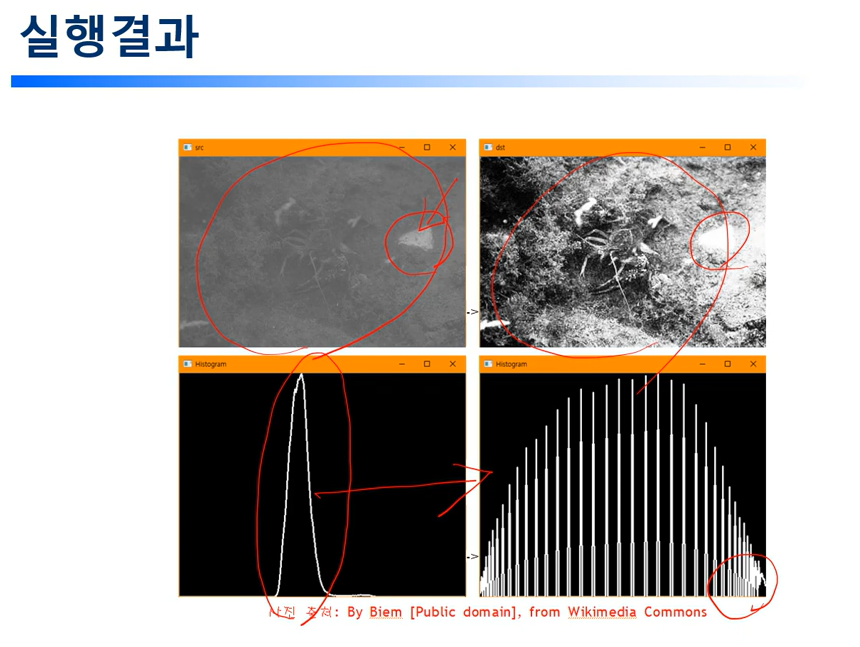 실행결과
src
dst
->
Histogram
Histogram
->
사진 출처: By Biem [Public domain], from Wikimedia Commons